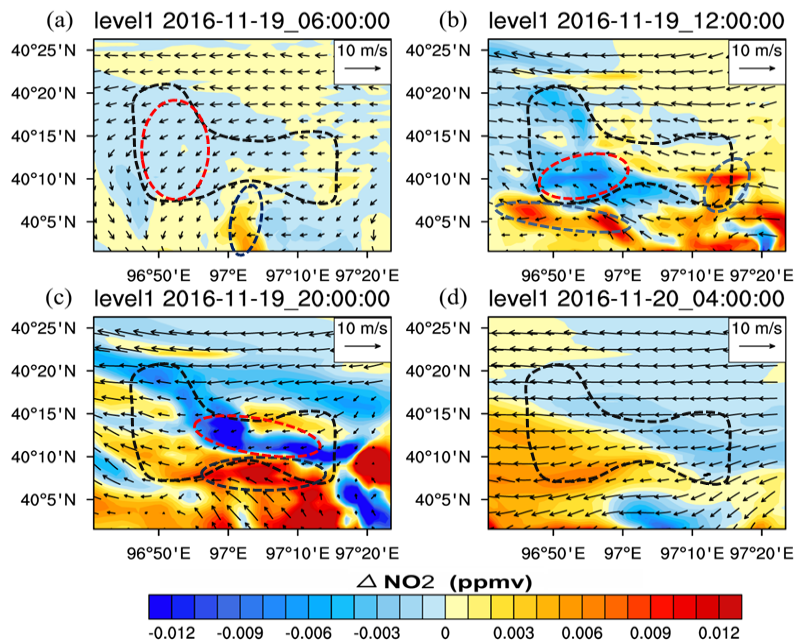 (a) level1 2016-11-19_06:00:00
(b) level1 2016-11-19_12:00:00
10 m/s
10 m/s
40°25'N
40°20'N
40°15'N
40°10'N
40°5'N
40°25'N
40°20'N
40°15'N
40°10'N
40°5'N
96°50'E 97°E 97°10'E 97°20'E
96°50'E 97°E 97°10'E 97°20'E
(c) level1 2016-11-19_20:00:00
(d) level1 2016-11-20_04:00:00
10 m/s
10 m/s
40°25'N
40°20'N
40°15'N
40°10'N
40°5'N
40°25'N
40°20'N
40°15'N
40°10'N
40°5'N
96°50'E 97°E 97°10'E 97°20'E
96°50'E 97°E 97°10'E 97°20'E
△ NO2 (ppmv)
-0.012 -0.009 -0.006 -0.003 0 0.003 0.006 0.009 0.012